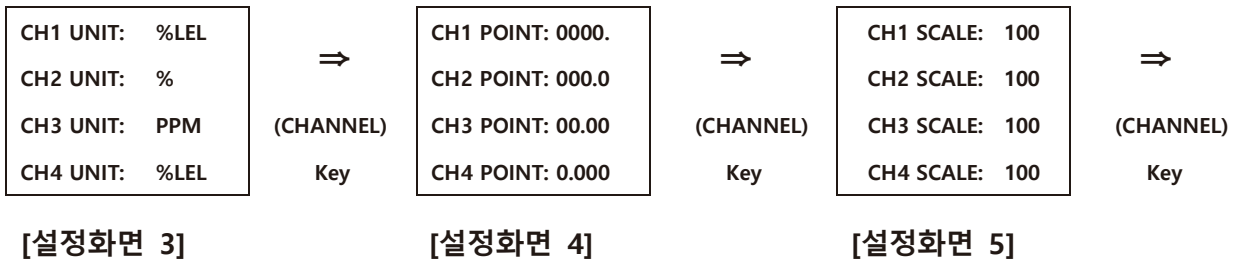 CH1 UNIT: %LEL
CH2 UNIT: %
CH3 UNIT: PPM
CH4 UNIT: %LEL
⇒
(CHANNEL)
Key
CH1 POINT: 0000.
CH2 POINT: 000.0
CH3 POINT: 00.00
CH4 POINT: 0.000
⇒
(CHANNEL)
Key
CH1 SCALE: 100
CH2 SCALE: 100
CH3 SCALE: 100
CH4 SCALE: 100
⇒
(CHANNEL)
Key
[설정화면 3]
[설정화면 4]
[설정화면 5]